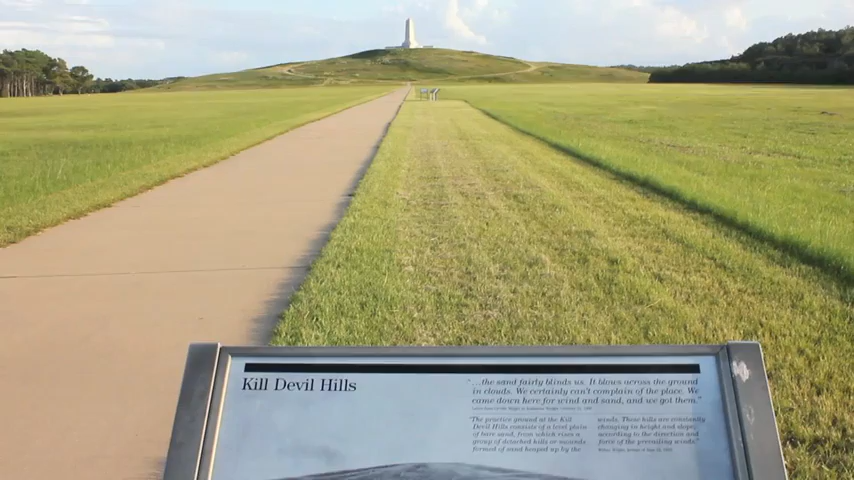 Kill Devil Hills
"...the sand fairly blinds us. It blows across the ground
in clouds. We certainly can't complain of the place. We
came down here for wind and sand, and we got them."
"The practice ground at the Kill
Devil Hills consists of a level plain
of bare sand, from which rises a
group of detached hills or mounds
formed of sand heaped up by the
winds. These hills are constantly
changing in height and slope,
according to the direction and
force of the prevailing winds."